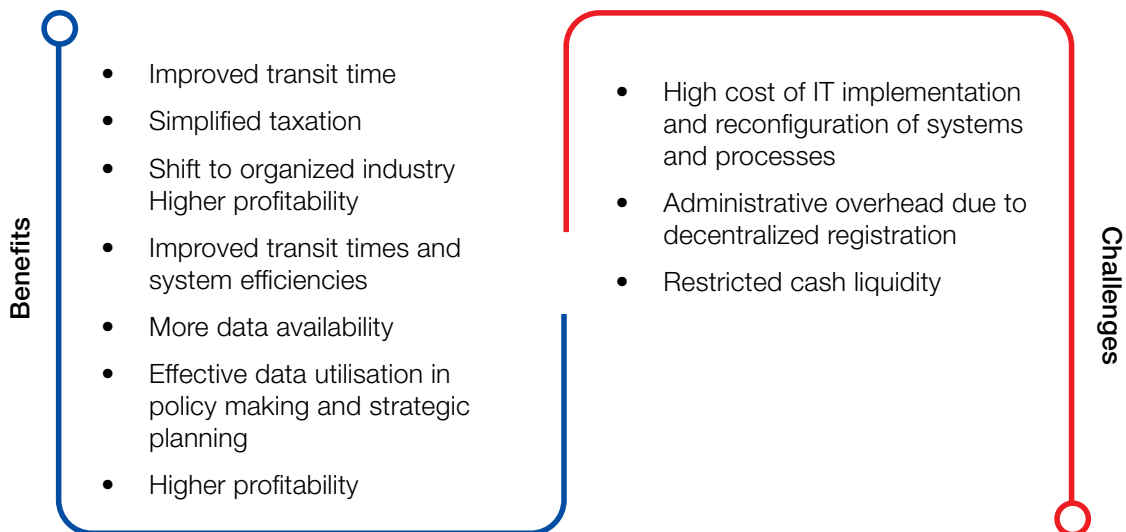 Benefits
• Improved transit time
• Simplified taxation
• Shift to organized industry
Higher profitability
• Improved transit times and
system efficiencies
• More data availability
• Effective data utilisation in
policy making and strategic
planning
• Higher profitability
• High cost of IT implementation
and reconfiguration of systems
and processes
• Administrative overhead due to
decentralized registration
• Restricted cash liquidity
Challenges